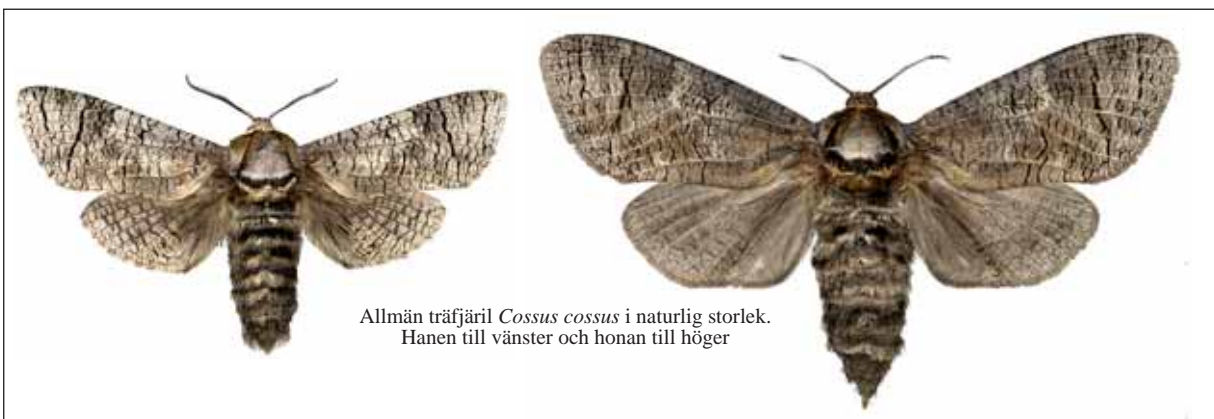 Allmän träfjäril Cossus cossus i naturlig storlek.
Hanen till vänster och honan till höger